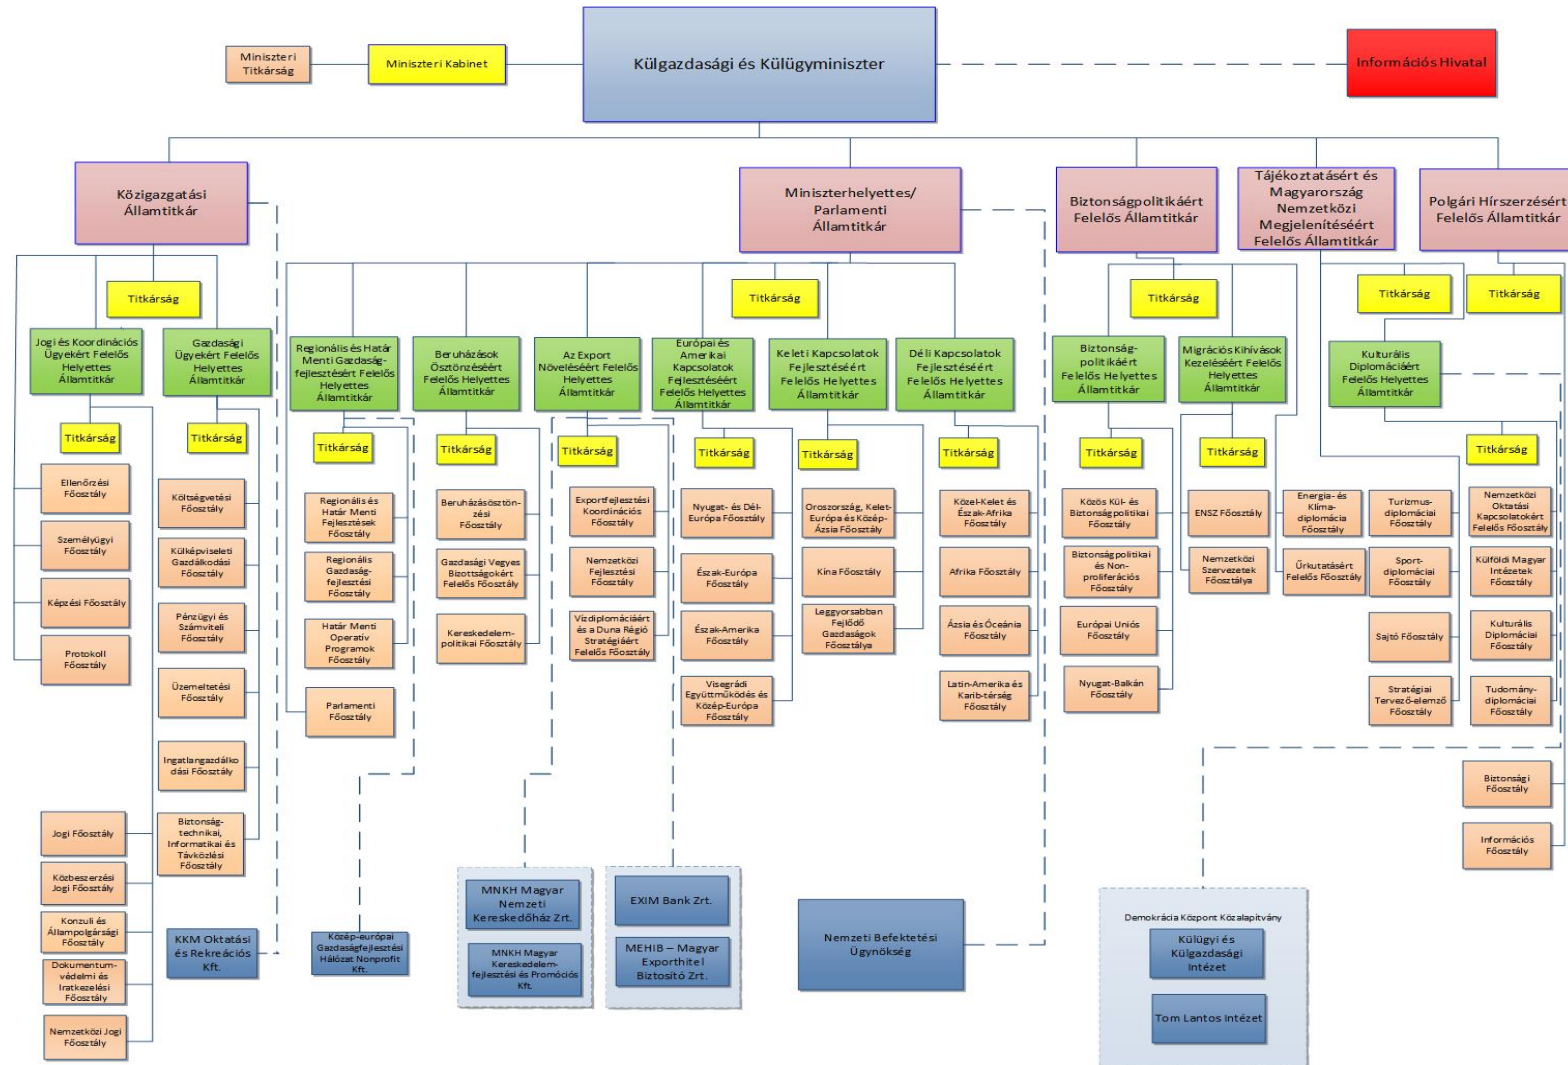 Miniszteri
Titkárság
Miniszteri Kabinet
Külgazdasági és Külügyminiszter
Információs Hivatal
Közigazgatási
Államtitkár
Miniszterhelyettes/
Parlamenti
Államtitkár
Biztonságpolitikáért
Felelős Államtitkár
Tájékoztatásért és
Magyarország
Nemzetközi
Megjelenítéséért
Felelős Államtitkár
Polgári Hírszerzésért
Felelős Államtitkár
Titkárság
Titkárság
Titkárság
Titkárság
Titkárság
Jogi és Koordinációs
Ügyekért Felelős
Helyettes
Államtitkár
Gazdasági
Ügyekért Felelős
Helyettes
Államtitkár
Regionális és Határ
Menti Gazdaság-
fejlesztésért Felelős
Helyettes
Államtitkár
Beruházások
Ösztönzéséért
Felelős Helyettes
Államtitkár
Az Export
Növeléséért Felelős
Helyettes
Államtitkár
Európai és
Amerikai
Kapcsolatok
Fejlesztéséért
Felelős Helyettes
Államtitkár
Keleti Kapcsolatok
Fejlesztéséért
Felelős Helyettes
Államtitkár
Déli Kapcsolatok
Fejlesztéséért
Felelős Helyettes
Államtitkár
Biztonság-
politikáért
Felelős Helyettes
Államtitkár
Migrációs Kihívások
Kezeléséért Felelős
Helyettes
Államtitkár
Kulturális
Diplomáciáért
Felelős Helyettes
Államtitkár
Titkárság
Titkárság
Titkárság
Titkárság
Titkárság
Titkárság
Titkárság
Titkárság
Titkárság
Titkárság
Titkárság
Ellenőrzési
Főosztály
Személyügyi
Főosztály
Képzési Főosztály
Protokoll
Főosztály
Jogi Főosztály
Közbeszerzési
Jogi Főosztály
Konzuli és
Állampolgársági
Főosztály
Dokumentum-
védelmi és
Iratkezelési
Főosztály
Nemzetközi Jogi
Főosztály
Költségvetési
Főosztály
Külképviseleti
Gazdálkodási
Főosztály
Pénzügyi és
Számviteli
Főosztály
Üzemeltetési
Főosztály
Ingatlangazdálko
dási Főosztály
Biztonság-
technikai,
Informatikai és
Távközlési
Főosztály
KKM Oktatási
és Rekreációs
Kft.
Regionális és
Határ Menti
Fejlesztések
Főosztály
Regionális
Gazdaság-
fejlesztési
Főosztály
Határ Menti
Operatív
Programok
Főosztály
Parlamenti
Főosztály
Közép-európai
Gazdaságfejlesztési
Hálózat Nonprofit
Kft.
Beruházásösztön-
zési
Főosztály
Gazdasági Vegyes
Bizottságokért
Felelős Főosztály
Kereskedelem-
politikai Főosztály
Exportfejlesztési
Koordinációs
Főosztály
Nemzetközi
Fejlesztési
Főosztály
Vízdiplomáciáért
és a Duna Régió
Stratégiáért
Felelős Főosztály
MNKH Magyar
Nemzeti
Kereskedőház Zrt.
MNKH Magyar
Kereskedelem-
fejlesztési és Promóciós
Kft.
EXIM Bank Zrt.
MEHIB – Magyar
Exporthitel
Biztosító Zrt.
Nyugat- és Dél-
Európa Főosztály
Észak-Európa
Főosztály
Észak-Amerika
Főosztály
Visegrádi
Együttműködés és
Közép-Európa
Főosztály
Oroszország, Kelet-
Európa és Közép-
Ázsia Főosztály
Kína Főosztály
Leggyorsabban
Fejlődő
Gazdaságok
Főosztálya
Közel-Kelet és
Észak-Afrika
Főosztály
Afrika Főosztály
Ázsia és Óceánia
Főosztály
Latin-Amerika és
Karib-térség
Főosztály
Nemzeti Befektetési
Ügynökség
Közös Kül- és
Biztonságpolitikai
Főosztály
Biztonságpolitikai
és Non-
proliferációs
Főosztály
Európai Uniós
Főosztály
Nyugat-Balkán
Főosztály
ENSZ Főosztály
Nemzetközi
Szervezetek
Főosztálya
Energia- és
Klíma-
diplomácia
Főosztály
Űrkutatásért
Felelős Főosztály
Turizmus-
diplomáciai
Főosztály
Sport-
diplomáciai
Főosztály
Sajtó Főosztály
Stratégiai
Tervező-elemző
Főosztály
Nemzetközi
Oktatási
Kapcsolatokért
Felelős Főosztály
Külföldi Magyar
Intézetek
Főosztály
Kulturális
Diplomáciai
Főosztály
Tudomány-
diplomáciai
Főosztály
Biztonsági
Főosztály
Információs
Főosztály
Demokrácia Központ Közalapítvány
Külügyi és
Külgazdasági
Intézet
Tom Lantos Intézet